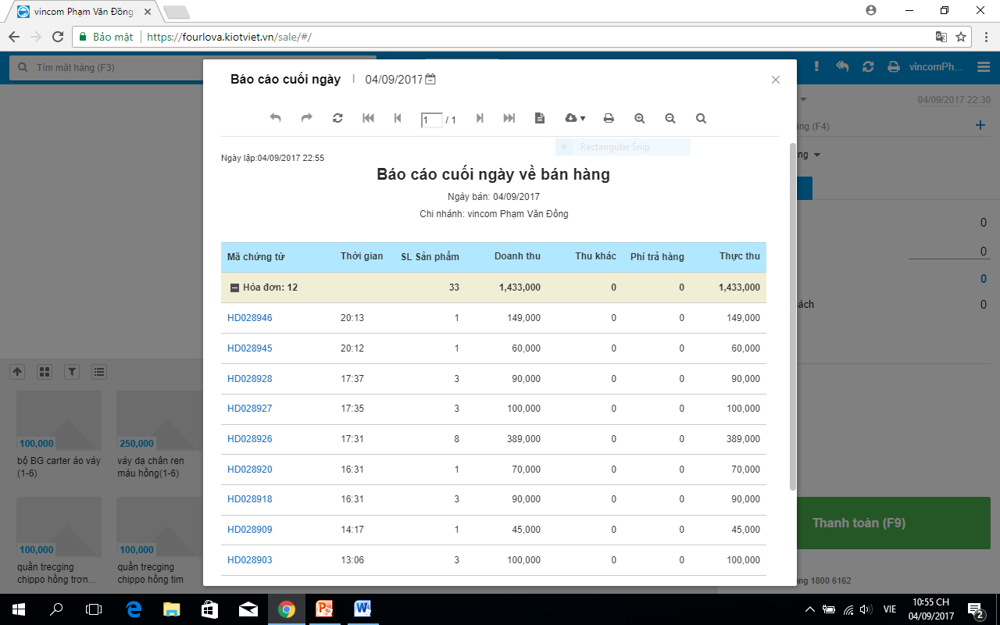 vincom Phạm Văn Đồng
Bảo mật
https://fourlova.kiotviet.vn/sale/#/
Tìm mặt hàng (F3)
vincomPh...
Báo cáo cuối ngày | 04/09/2017
04/09/2017 22:30
1 / 1
ng (F4)
Rectangular Snip
ng
Ngày lập:04/09/2017 22:55
Báo cáo cuối ngày về bán hàng
Ngày bán: 04/09/2017
Chi nhánh: vincom Phạm Văn Đồng
Mã chứng từ Thời gian SL Sản phẩm Doanh thu Thu khác Phí trả hàng Thực thu
Hóa đơn: 12 33 1,433,000 0 0 1,433,000
HD028946 20:13 1 149,000 0 0 149,000
HD028945 20:12 1 60,000 0 0 60,000
HD028928 17:37 3 90,000 0 0 90,000
HD028927 17:35 3 100,000 0 0 100,000
HD028926 17:31 8 389,000 0 0 389,000
HD028920 16:31 1 70,000 0 0 70,000
HD028918 16:31 3 90,000 0 0 90,000
HD028909 14:17 1 45,000 0 0 45,000
HD028903 13:06 3 100,000 0 0 100,000
0
0
0
ách 0
100,000
bộ BG carter áo váy
(1-6)
250,000
váy dạ chân ren
màu hồng(1-6)
100,000
quần trecging
chippo hồng trơn...
100,000
quần trecging
chippo hồng tim
Thanh toán (F9)
ng 1800 6162
VIE
10:55 CH
04/09/2017
2